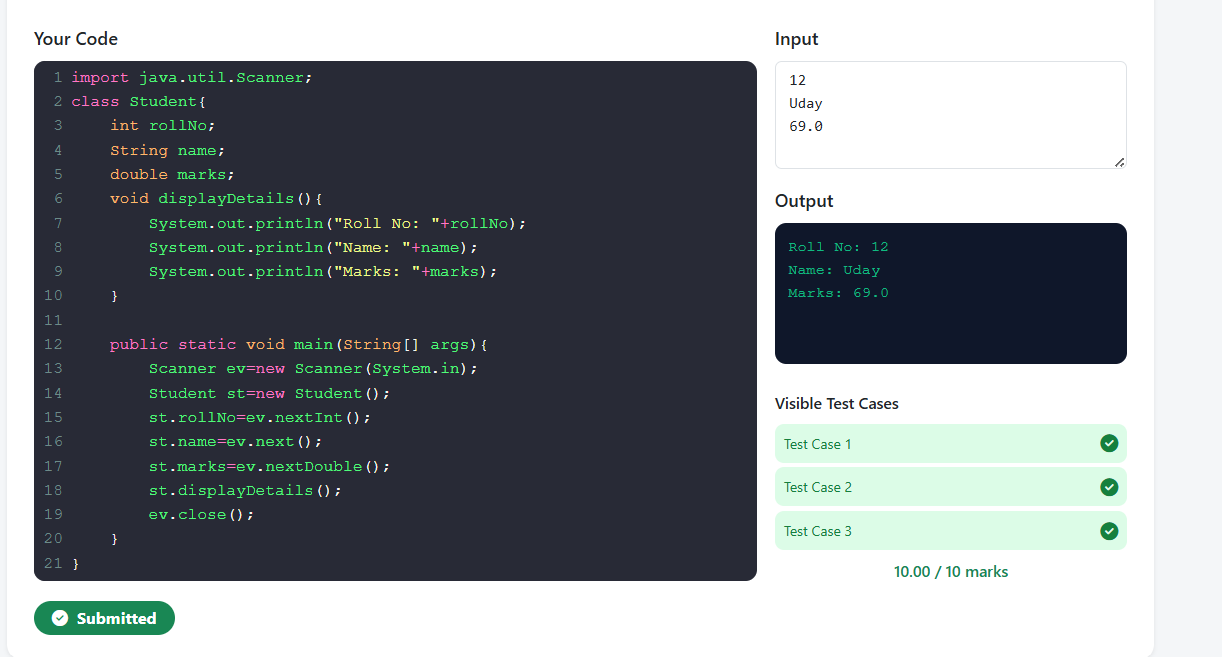 Your Code
1 import java.util.Scanner;
2 class Student{
3     int rollNo;
4     String name;
5     double marks;
6     void displayDetails(){
7         System.out.println("Roll No: "+rollNo);
8         System.out.println("Name: "+name);
9         System.out.println("Marks: "+marks);
10     }
11
12     public static void main(String[] args){
13         Scanner ev=new Scanner(System.in);
14         Student st=new Student();
15         st.rollNo=ev.nextInt();
16         st.name=ev.next();
17         st.marks=ev.nextDouble();
18         st.displayDetails();
19         ev.close();
20     }
21 }
Submitted
Input
12
Uday
69.0
Output
Roll No: 12
Name: Uday
Marks: 69.0
Visible Test Cases
Test Case 1
Test Case 2
Test Case 3
10.00 / 10 marks